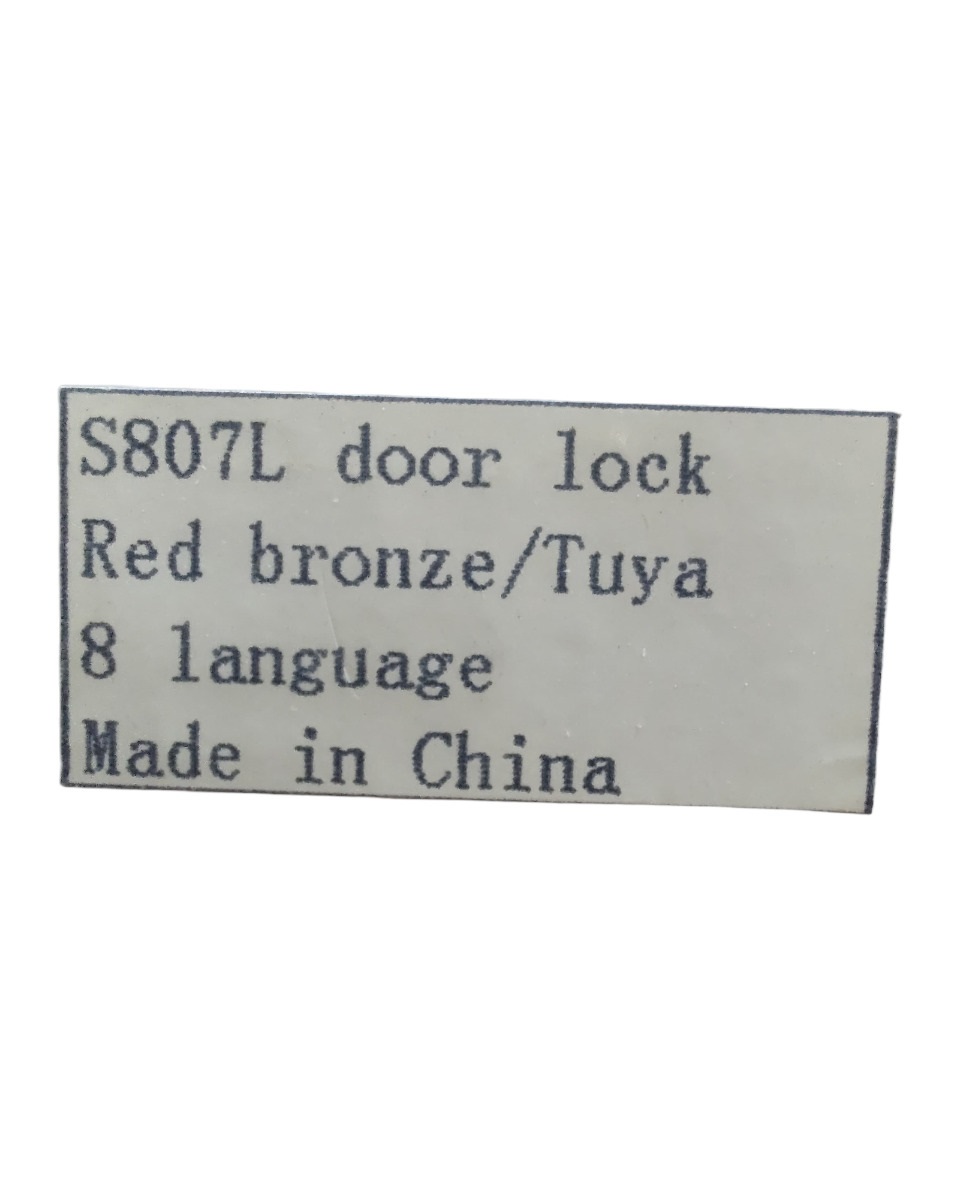 S807L door lock
Red bronze/Tuya
8 language
Made in China